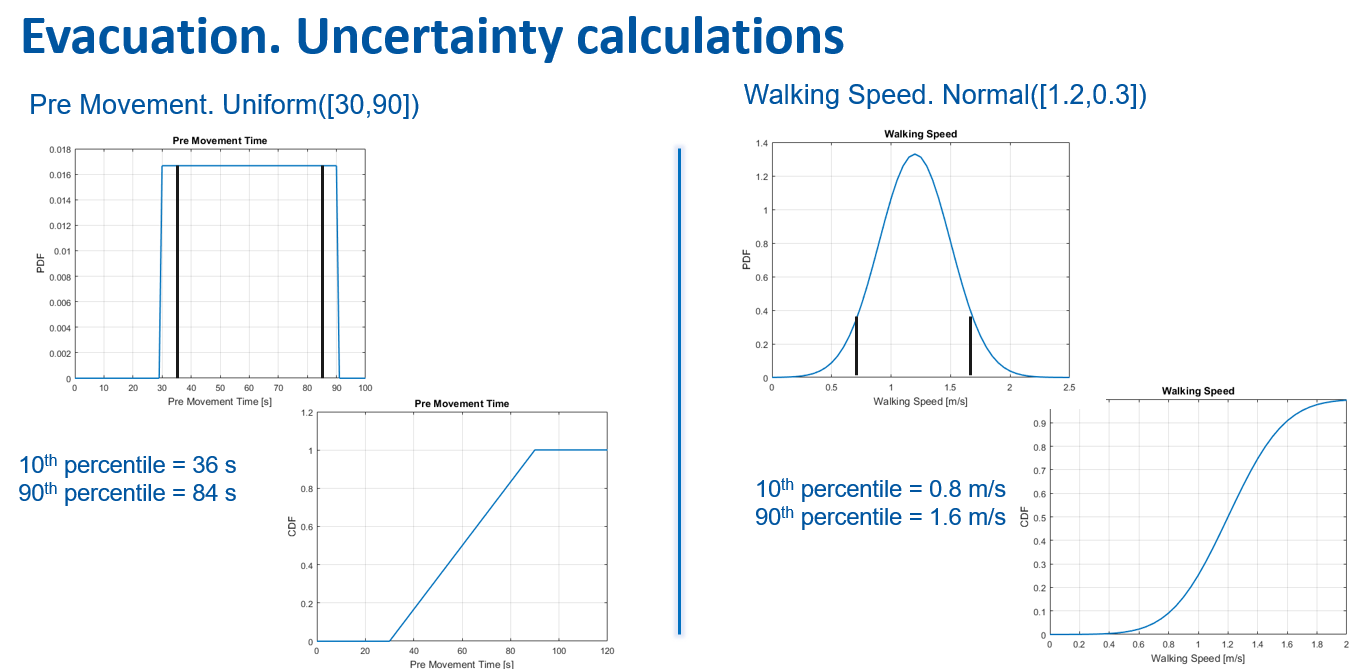 Evacuation. Uncertainty calculations
Pre Movement. Uniform([30,90])
Pre Movement Time
0.018
0.016
0.014
0.012
0.01
0.008
0.006
0.004
0.002
0
PDF
0 10 20 30 40 50 60 70 80 90 100
Pre Movement Time [s]
10th percentile = 36 s
90th percentile = 84 s
Pre Movement Time
1.2
1
0.8
0.6
0.4
0.2
0
CDF
0 20 40 60 80 100 120
Pre Movement Time [s]
Walking Speed. Normal([1.2,0.3])
Walking Speed
1.4
1.2
1
0.8
0.6
0.4
0.2
0
PDF
0 0.5 1 1.5 2 2.5
Walking Speed [m/s]
10th percentile = 0.8 m/s
90th percentile = 1.6 m/s
Walking Speed
0.9
0.8
0.7
0.6
0.5
0.4
0.3
0.2
0.1
0
CDF
0 0.2 0.4 0.6 0.8 1 1.2 1.4 1.6 1.8 2
Walking Speed [m/s]